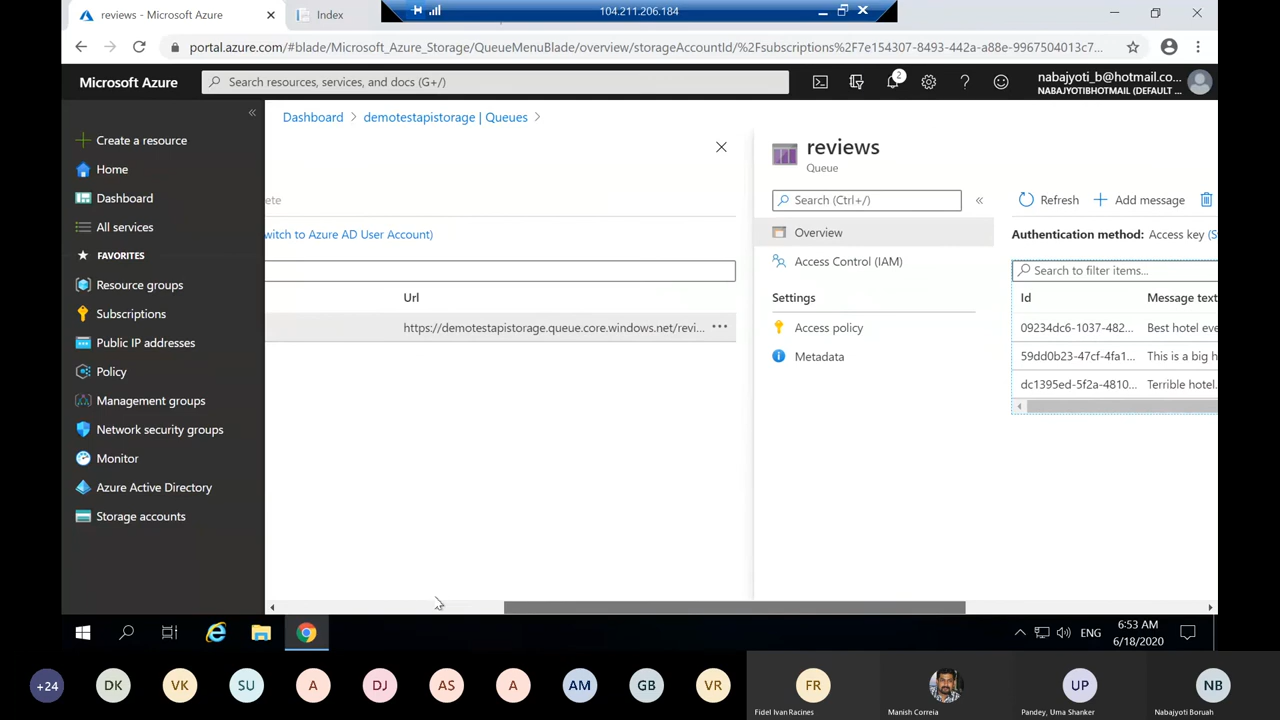 reviews - Microsoft Azure
Index
104.211.206.184
portal.azure.com/#blade/Microsoft_Azure_Storage/QueueMenuBlade/overview/storageAccountId/%2Fsubscriptions%2F7e154307-8493-442a-a88e-9967504013c7...
Microsoft Azure
Search resources, services, and docs (G+/)
2
nabajyoti_b@hotmail.co...
NABAJYOTIBHOTMAIL (DEFAULT ...
Create a resource
Home
Dashboard
All services
FAVORITES
Resource groups
Subscriptions
Public IP addresses
Policy
Management groups
Network security groups
Monitor
Azure Active Directory
Storage accounts
Dashboard > demotestapistorage | Queues >
ete
witch to Azure AD User Account)
Url
https://demotestapistorage.queue.core.windows.net/revi...
reviews
Queue
Search (Ctrl+/)
Overview
Access Control (IAM)
Settings
Access policy
Metadata
Refresh
Add message
Authentication method: Access key (S
Search to filter items...
Id Message text
09234dc6-1037-482... Best hotel eve
59dd0b23-47cf-4fa1... This is a big h
dc1395ed-5f2a-4810... Terrible hotel.
ENG
6:53 AM
6/18/2020
+24
DK
VK
SU
A
DJ
AS
A
AM
GB
VR
FR
Fidel Ivan Racines
Manish Correia
UP
Pandey, Uma Shanker
NB
Nabajyoti Boruah